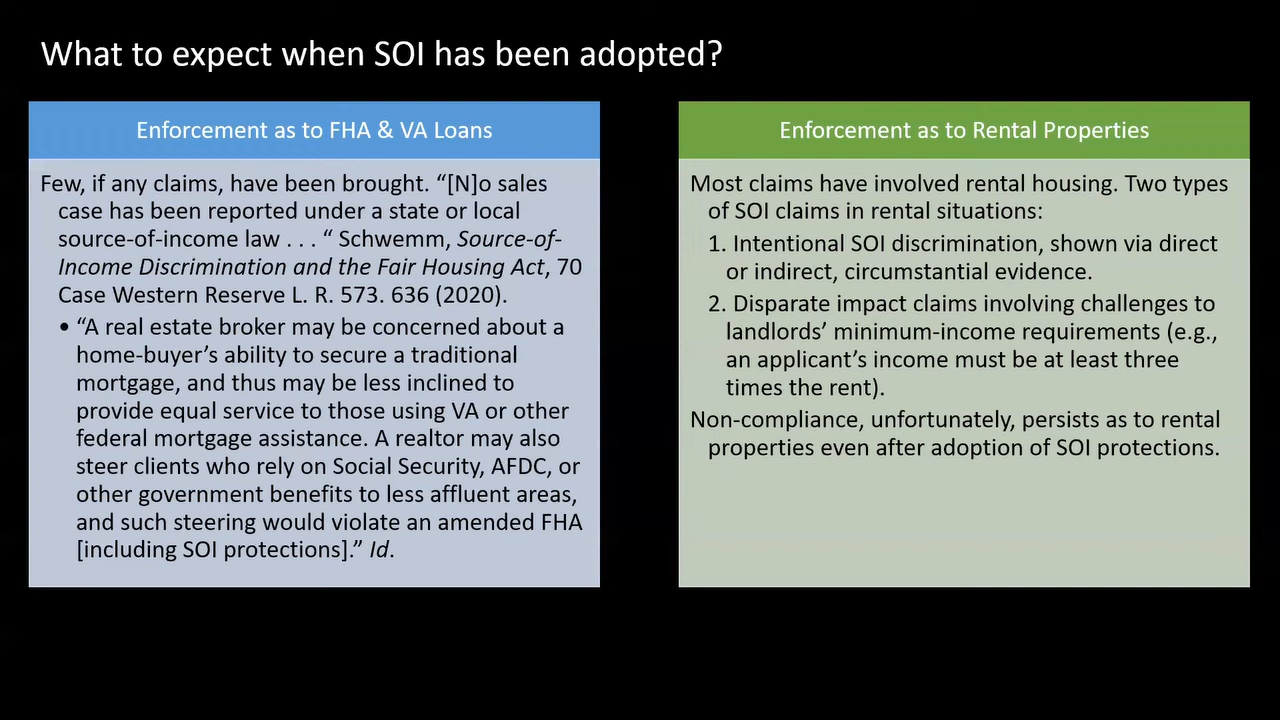 What to expect when SOI has been adopted?
Enforcement as to FHA & VA Loans
Few, if any claims, have been brought. “[N]o sales
case has been reported under a state or local
source-of-income law . . . “ Schwemm, Source-of-
Income Discrimination and the Fair Housing Act, 70
Case Western Reserve L. R. 573. 636 (2020).
• “A real estate broker may be concerned about a
home-buyer’s ability to secure a traditional
mortgage, and thus may be less inclined to
provide equal service to those using VA or other
federal mortgage assistance. A realtor may also
steer clients who rely on Social Security, AFDC, or
other government benefits to less affluent areas,
and such steering would violate an amended FHA
[including SOI protections].” Id.
Enforcement as to Rental Properties
Most claims have involved rental housing. Two types
of SOI claims in rental situations:
1. Intentional SOI discrimination, shown via direct
or indirect, circumstantial evidence.
2. Disparate impact claims involving challenges to
landlords’ minimum-income requirements (e.g.,
an applicant’s income must be at least three
times the rent).
Non-compliance, unfortunately, persists as to rental
properties even after adoption of SOI protections.